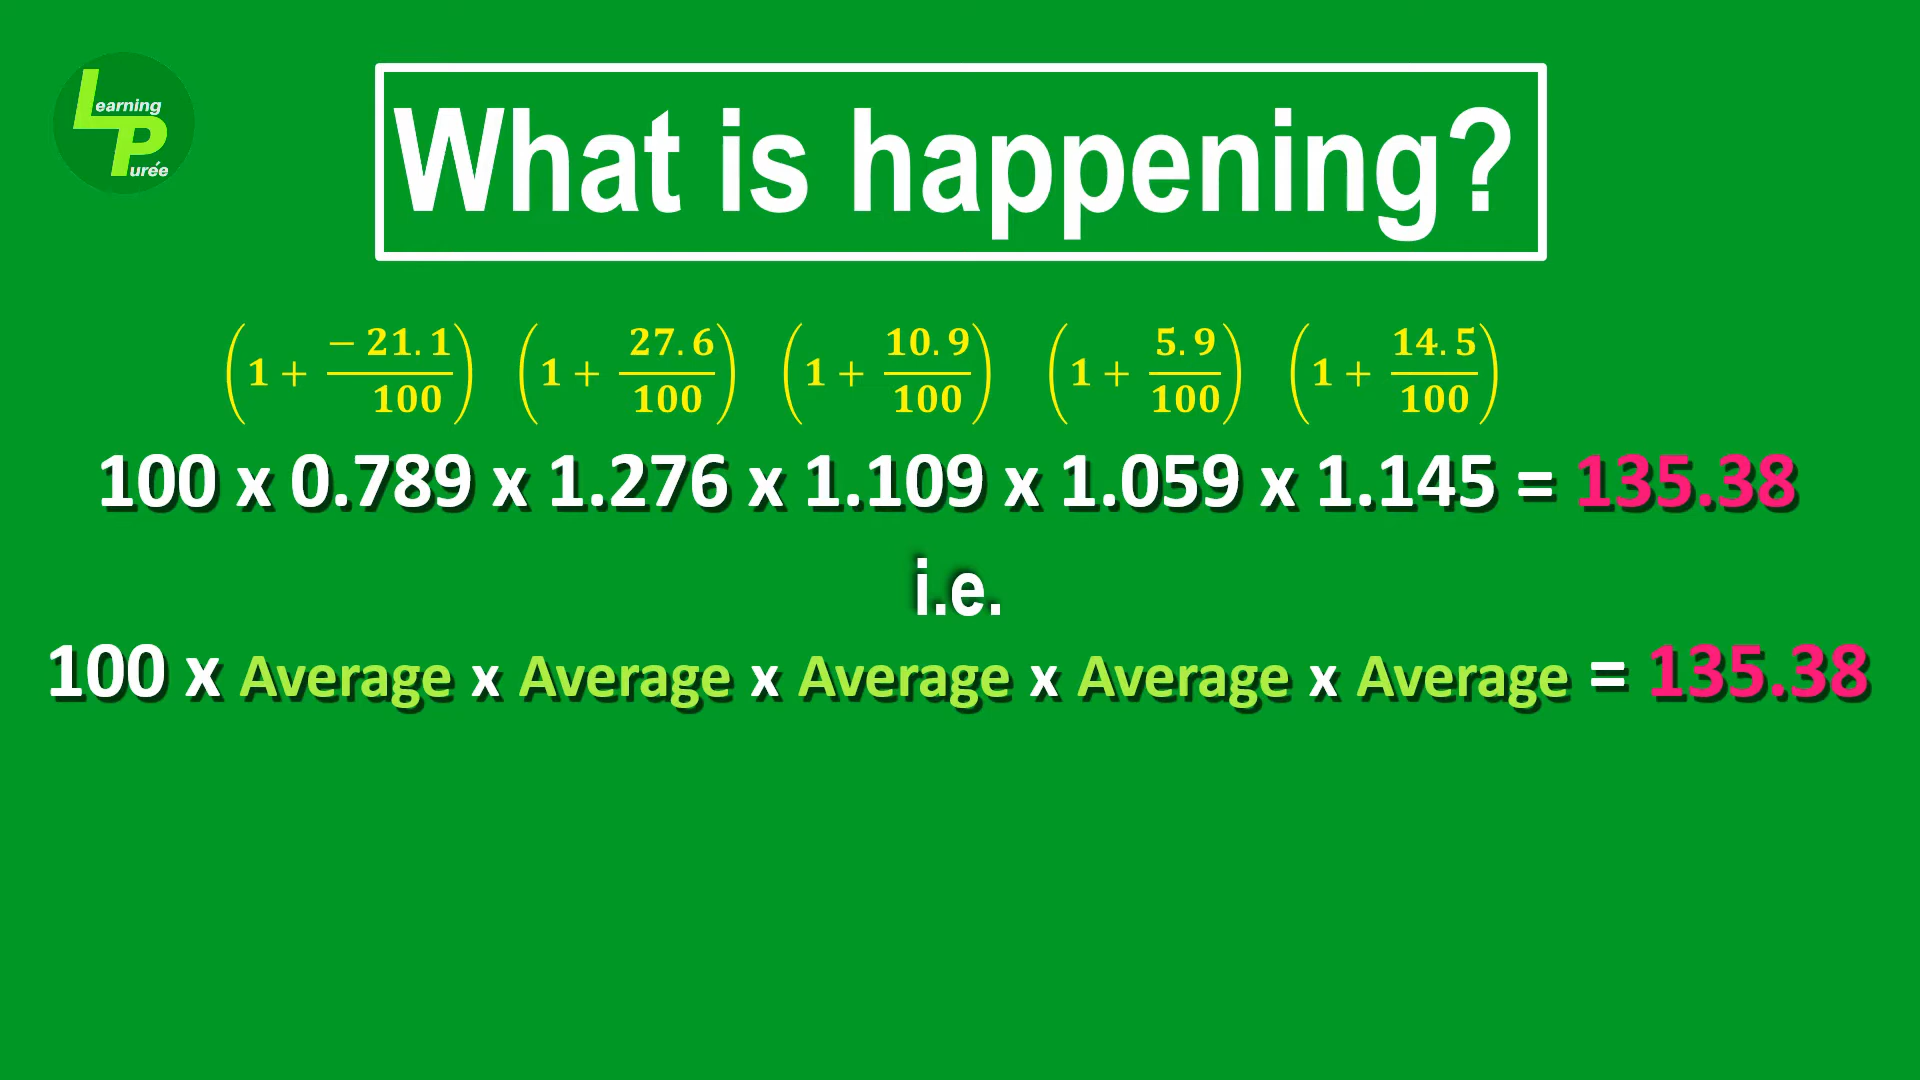 Learning
Purée
What is happening?
(1 + − 21.1/100) (1 + 27.6/100) (1 + 10.9/100) (1 + 5.9/100) (1 + 14.5/100)
100 x 0.789 x 1.276 x 1.109 x 1.059 x 1.145 = 135.38
i.e.
100 x Average x Average x Average x Average x Average = 135.38